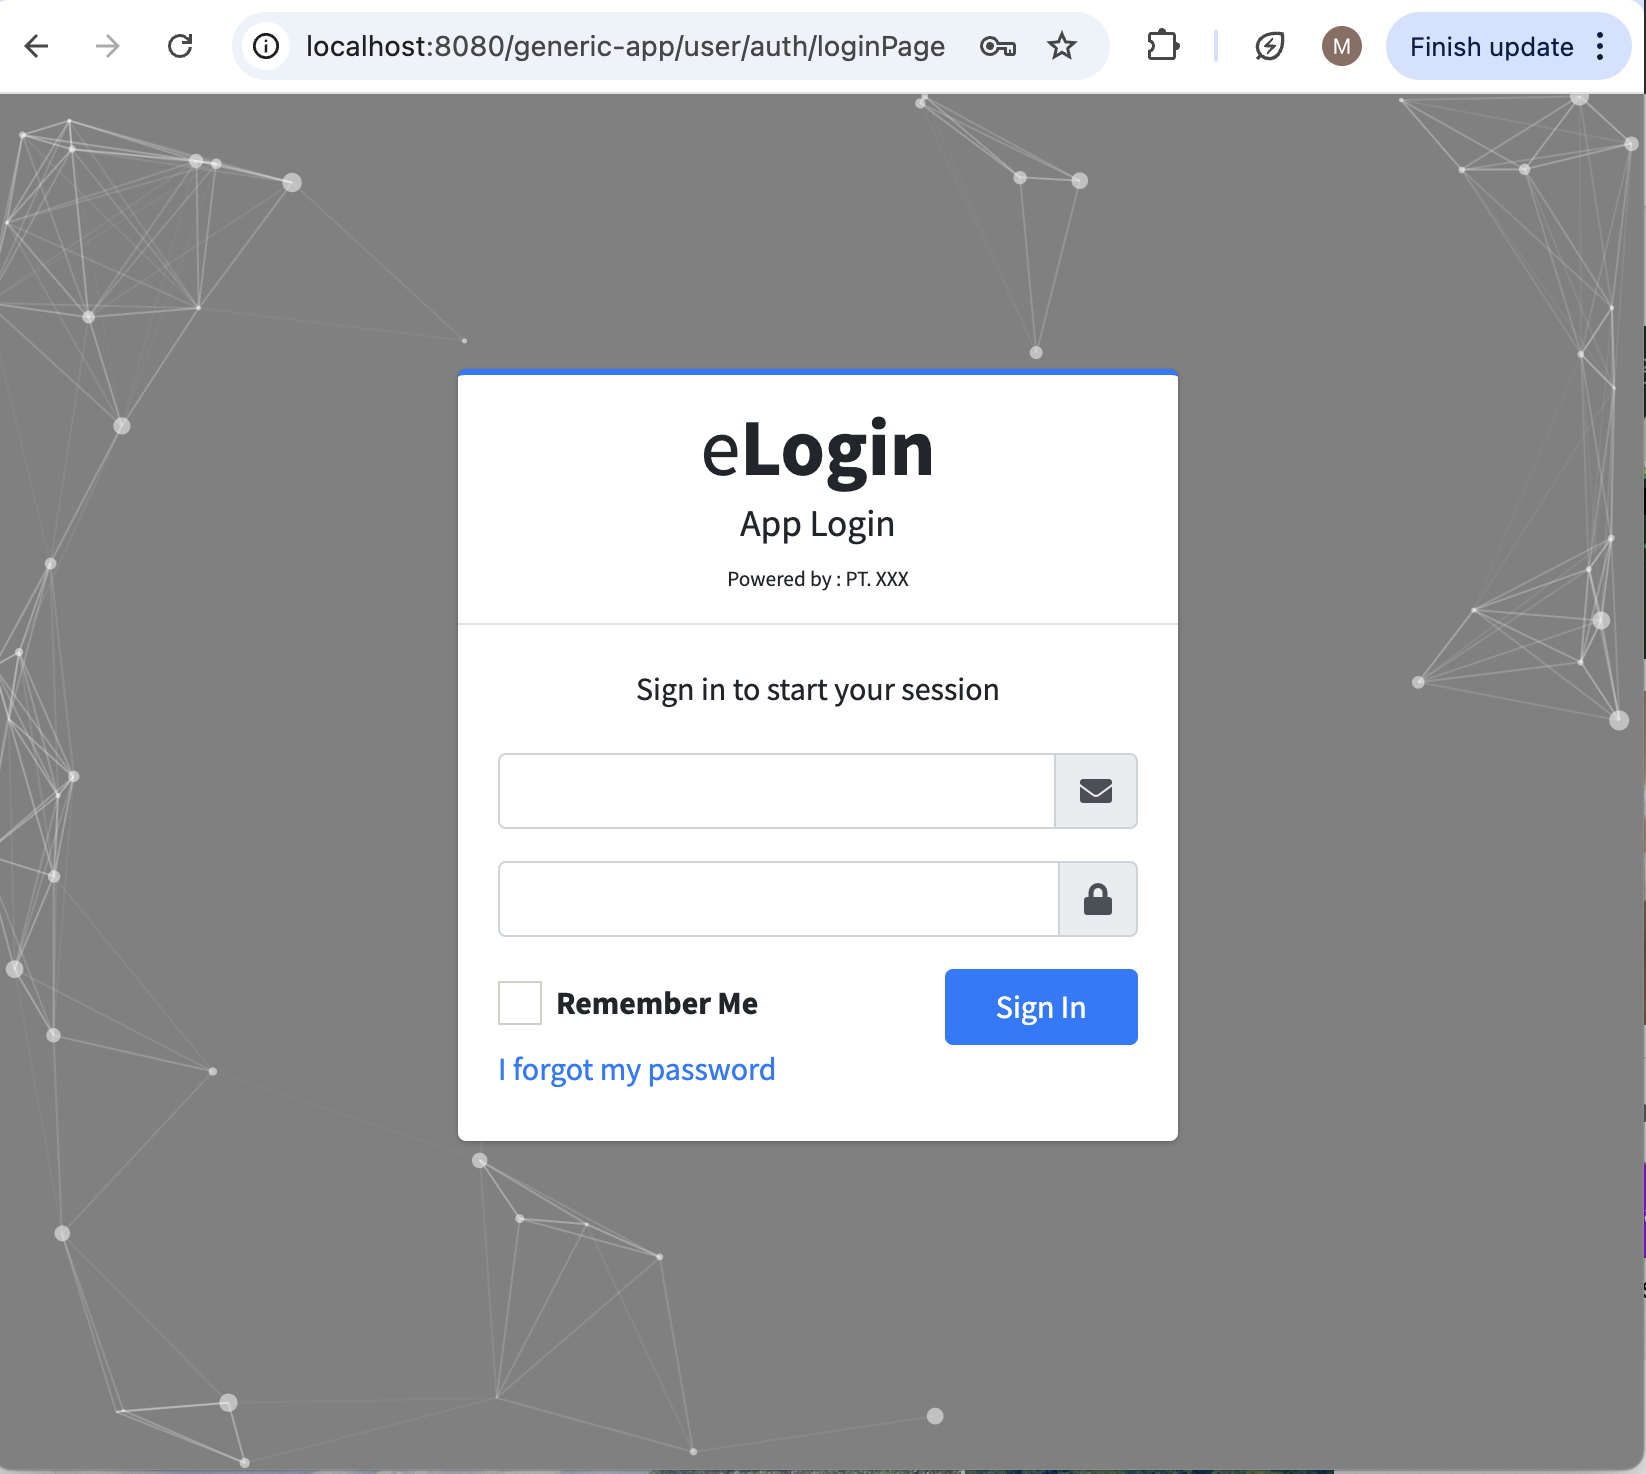 localhost:8080/generic-app/user/auth/loginPage
M
Finish update
eLogin
App Login
Powered by : PT. XXX
Sign in to start your session
Remember Me
Sign In
I forgot my password